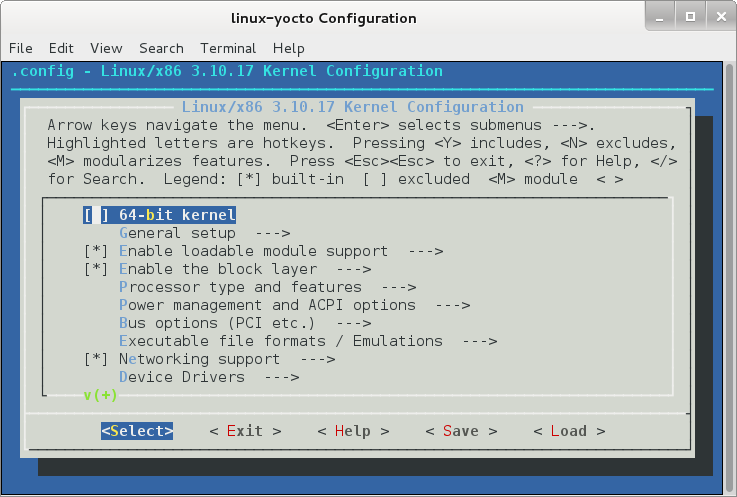 linux-yocto Configuration
File Edit View Search Terminal Help
.config - Linux/x86 3.10.17 Kernel Configuration
Linux/x86 3.10.17 Kernel Configuration
Arrow keys navigate the menu.  <Enter> selects submenus --->.
Highlighted letters are hotkeys.  Pressing <Y> includes, <N> excludes,
<M> modularizes features.  Press <Esc><Esc> to exit, <?> for Help, </>
for Search.  Legend: [*] built-in  [ ] excluded  <M> module  < >
[ ] 64-bit kernel
General setup  --->
[*] Enable loadable module support  --->
[*] Enable the block layer  --->
Processor type and features  --->
Power management and ACPI options  --->
Bus options (PCI etc.)  --->
Executable file formats / Emulations  --->
[*] Networking support  --->
Device Drivers  --->
v(+)
<Select>    < Exit >    < Help >    < Save >    < Load >